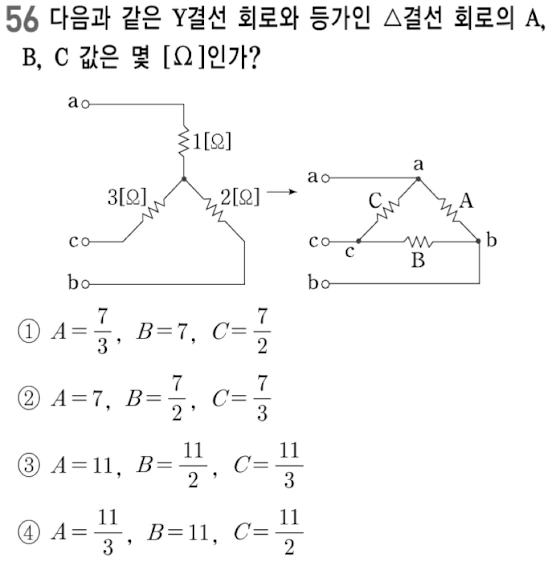 56 다음과 같은 Y결선 회로와 등가인 △결선 회로의 A,
B, C 값은 몇 [Ω]인가?
a
1[Ω]
3[Ω]
2[Ω]
c
b
a
a
C
A
c
c
B
b
b
① A=7/3, B=7, C=7/2
② A=7, B=7/2, C=7/3
③ A=11, B=11/2, C=11/3
④ A=11/3, B=11, C=11/2